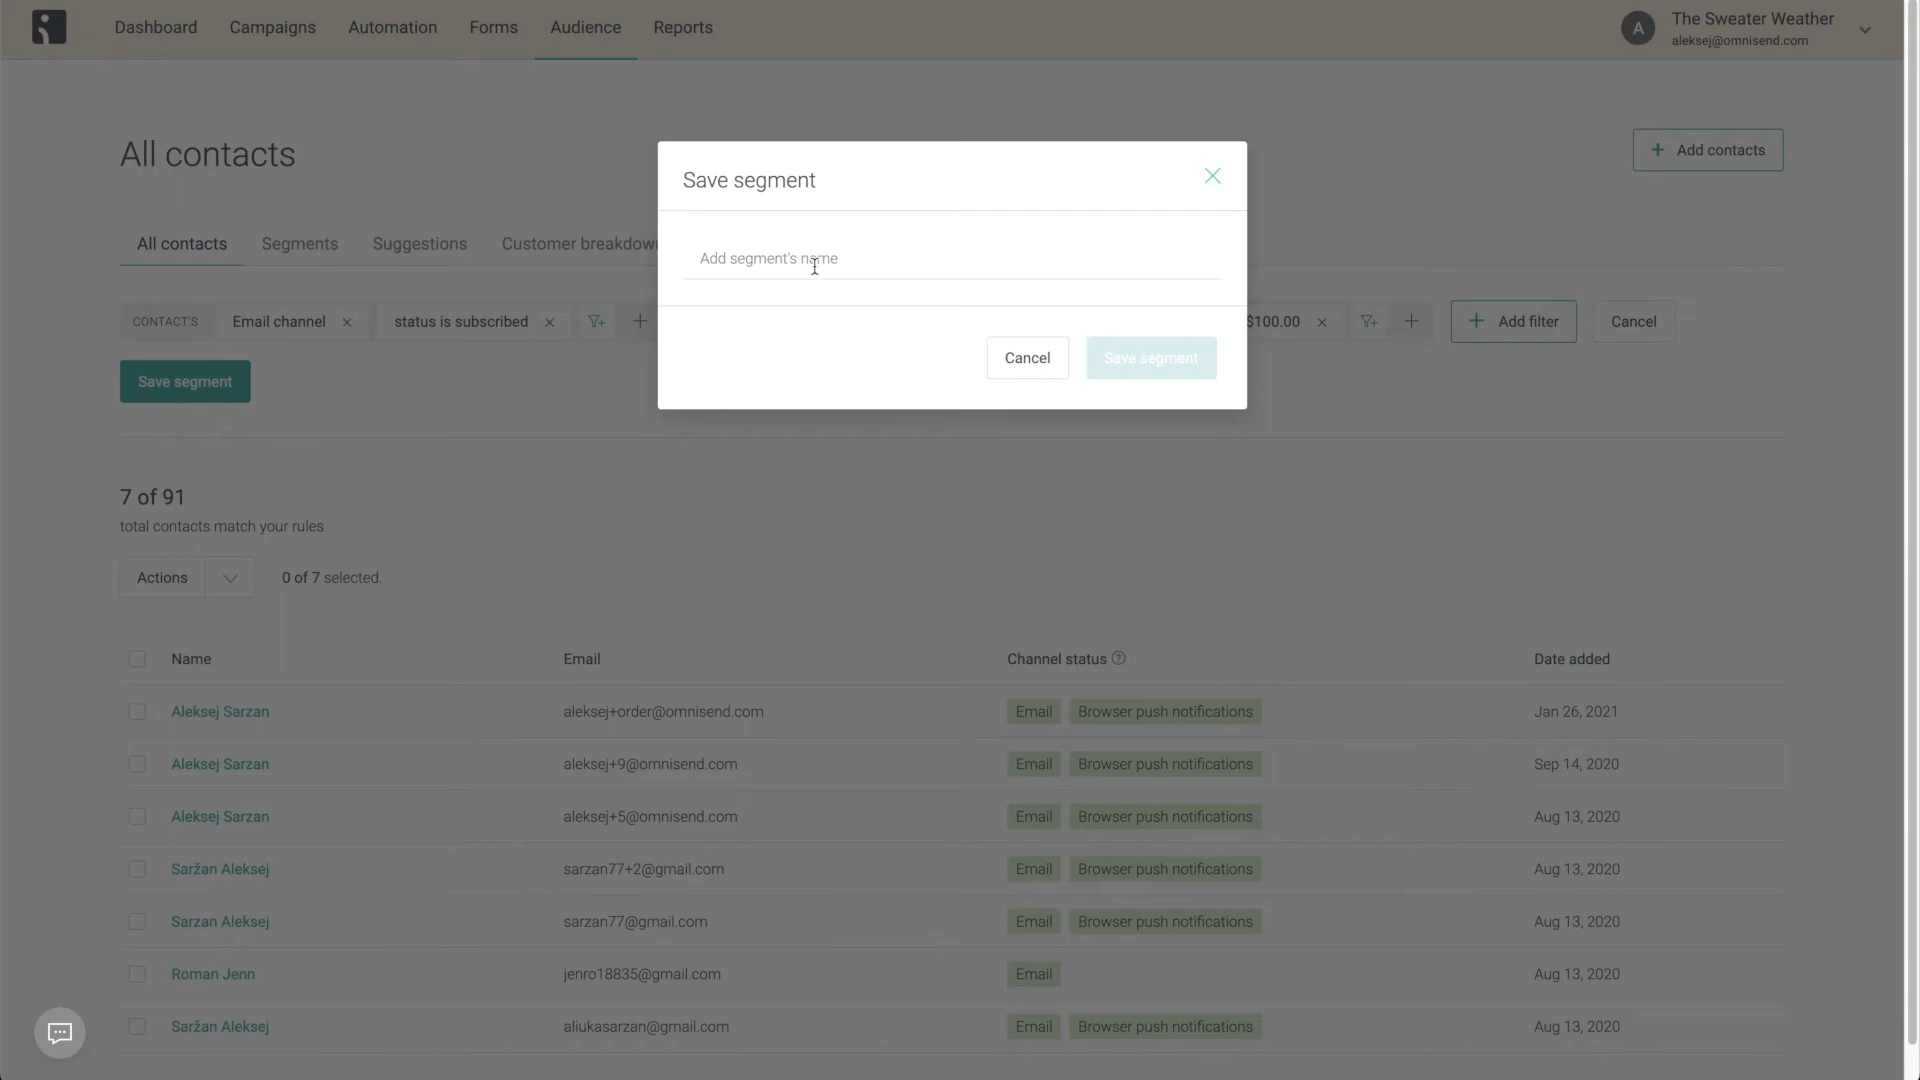 Dashboard Campaigns Automation Forms Audience Reports
A The Sweater Weather
aleksej@omnisend.com
All contacts
+ Add contacts
Save segment
All contacts Segments Suggestions Customer breakdow
Add segment's name
CONTACT'S Email channel × status is subscribed × + $100.00 × + + Add filter Cancel
Cancel Save segment
Save segment
7 of 91
total contacts match your rules
Actions 0 of 7 selected.
Name Email Channel status ? Date added
Aleksej Sarzan aleksej+order@omnisend.com Email Browser push notifications Jan 26, 2021
Aleksej Sarzan aleksej+9@omnisend.com Email Browser push notifications Sep 14, 2020
Aleksej Sarzan aleksej+5@omnisend.com Email Browser push notifications Aug 13, 2020
Saržan Aleksej sarzan77+2@gmail.com Email Browser push notifications Aug 13, 2020
Sarzan Aleksej sarzan77@gmail.com Email Browser push notifications Aug 13, 2020
Roman Jenn jenro18835@gmail.com Email Aug 13, 2020
Saržan Aleksej aliukasarzan@gmail.com Email Browser push notifications Aug 13, 2020